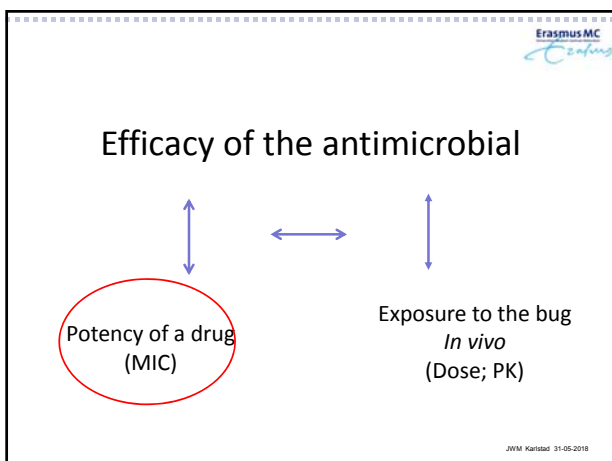 Erasmus MC
Erasmus
Efficacy of the antimicrobial
Potency of a drug
(MIC)
Exposure to the bug
In vivo
(Dose; PK)
JWM Karlstad 31-05-2018